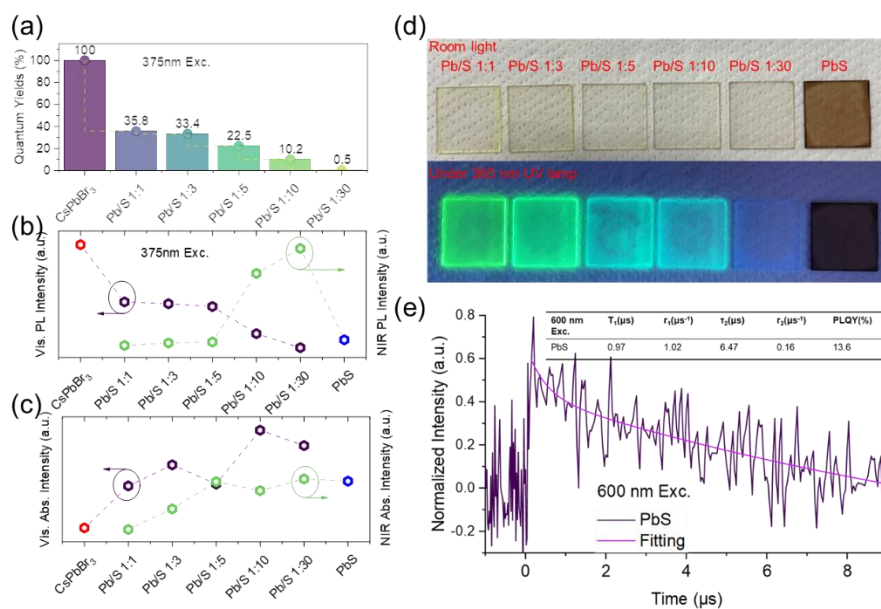 (a)
375nm Exc.
Quantum Yields (%)
100
80
60
40
20
0
100
35.8
33.4
22.5
10.2
0.5
CsPbBr3
Pb/S 1:1
Pb/S 1:3
Pb/S 1:5
Pb/S 1:10
Pb/S 1:30
(b)
375nm Exc.
Vis. PL Intensity (a.u.)
NIR PL Intensity (a.u.)
CsPbBr3
Pb/S 1:1
Pb/S 1:3
Pb/S 1:5
Pb/S 1:10
Pb/S 1:30
PbS
(c)
Vis. Abs. Intensity (a.u.)
NIR Abs. Intensity (a.u.)
CsPbBr3
Pb/S 1:1
Pb/S 1:3
Pb/S 1:5
Pb/S 1:10
Pb/S 1:30
PbS
(d)
Room light
Pb/S 1:1 Pb/S 1:3 Pb/S 1:5 Pb/S 1:10 Pb/S 1:30 PbS
Under 365 nm UV lamp
(e)
600 nm Exc. T1(μs) r1(μs-1) τ2(μs) r2(μs-1) PLQY(%)
PbS 0.97 1.02 6.47 0.16 13.6
Normalized Intensity (a.u.)
0.8
0.6
0.4
0.2
0.0
-0.2
600 nm Exc.
PbS
Fitting
0 2 4 6 8
Time (μs)